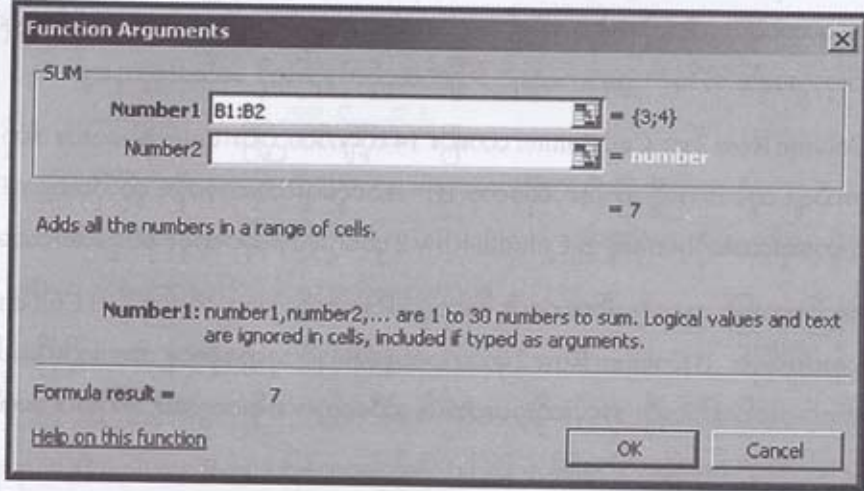 Function Arguments
SUM
Number1 B1:B2 = {3;4}
Number2 = number
= 7
Adds all the numbers in a range of cells.
Number1: number1,number2,... are 1 to 30 numbers to sum. Logical values and text
are ignored in cells, included if typed as arguments.
Formula result = 7
Help on this function
OK Cancel